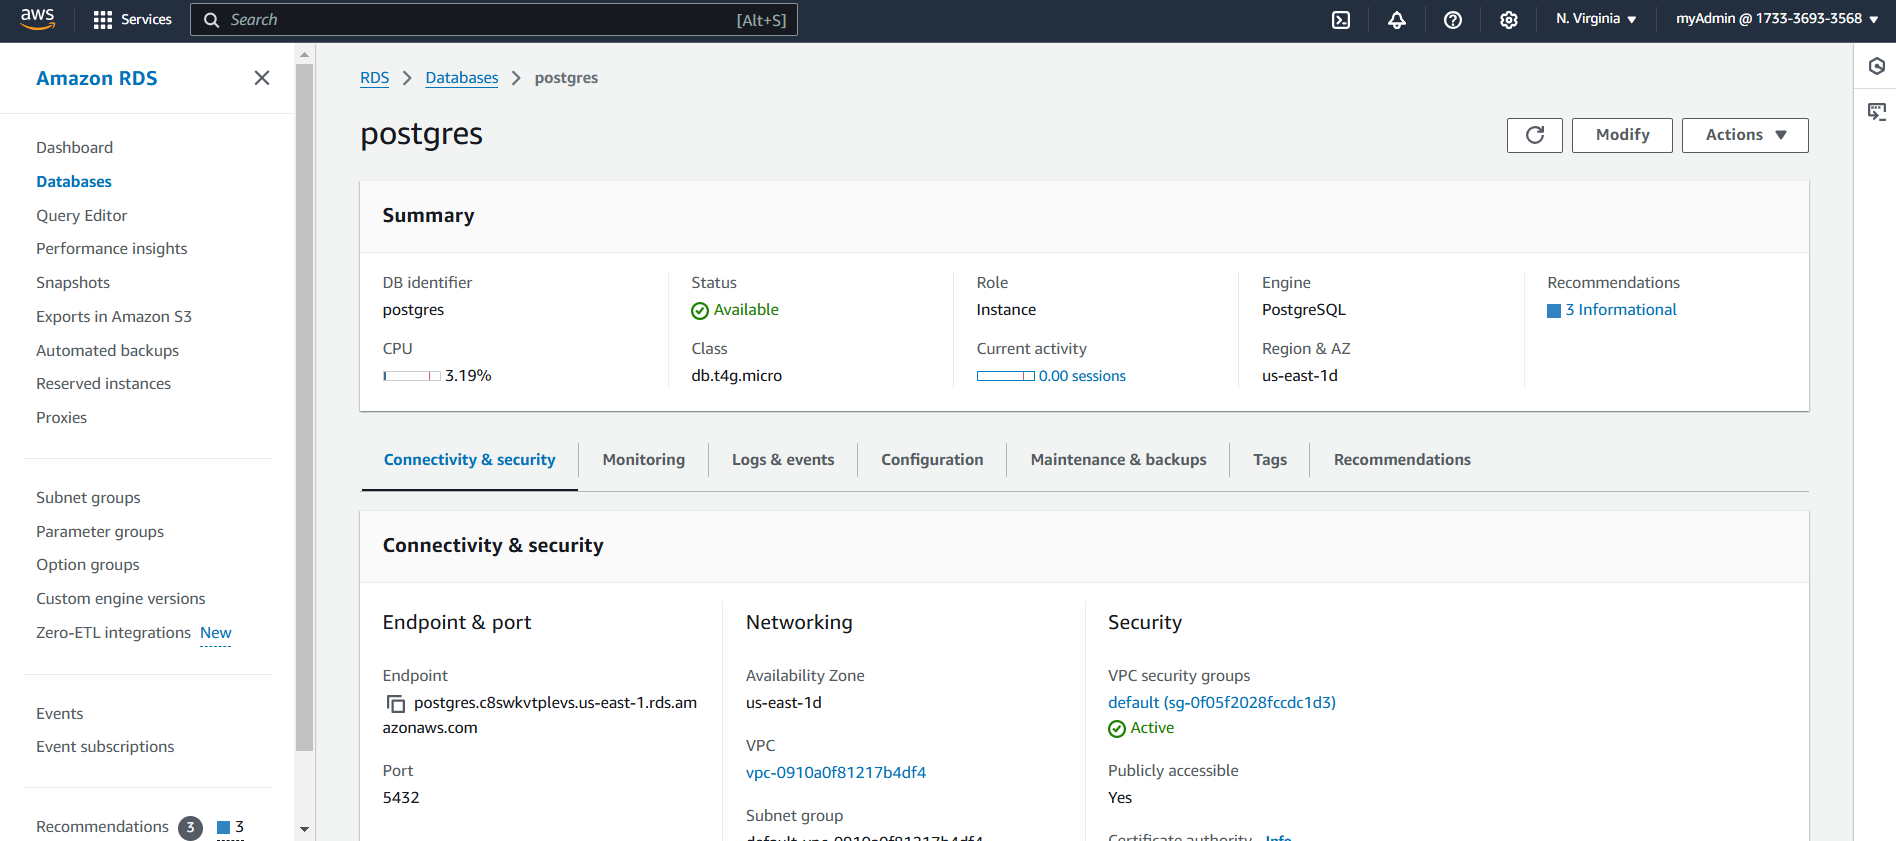 aws
Services
Search
[Alt+S]
N. Virginia
myAdmin @ 1733-3693-3568
Amazon RDS
Dashboard
Databases
Query Editor
Performance insights
Snapshots
Exports in Amazon S3
Automated backups
Reserved instances
Proxies
Subnet groups
Parameter groups
Option groups
Custom engine versions
Zero-ETL integrations New
Events
Event subscriptions
Recommendations 3 3
RDS > Databases > postgres
postgres
Modify
Actions
Summary
DB identifier
postgres
Status
Available
Role
Instance
Engine
PostgreSQL
Recommendations
3 Informational
CPU
3.19%
Class
db.t4g.micro
Current activity
0.00 sessions
Region & AZ
us-east-1d
Connectivity & security
Monitoring
Logs & events
Configuration
Maintenance & backups
Tags
Recommendations
Connectivity & security
Endpoint & port
Endpoint
postgres.c8swkvtplevs.us-east-1.rds.am
azonaws.com
Port
5432
Networking
Availability Zone
us-east-1d
VPC
vpc-0910a0f81217b4df4
Subnet group
default-vpc-0910a0f81217b4df4
Security
VPC security groups
default (sg-0f05f2028fccdc1d3)
Active
Publicly accessible
Yes
Certificate authority Info